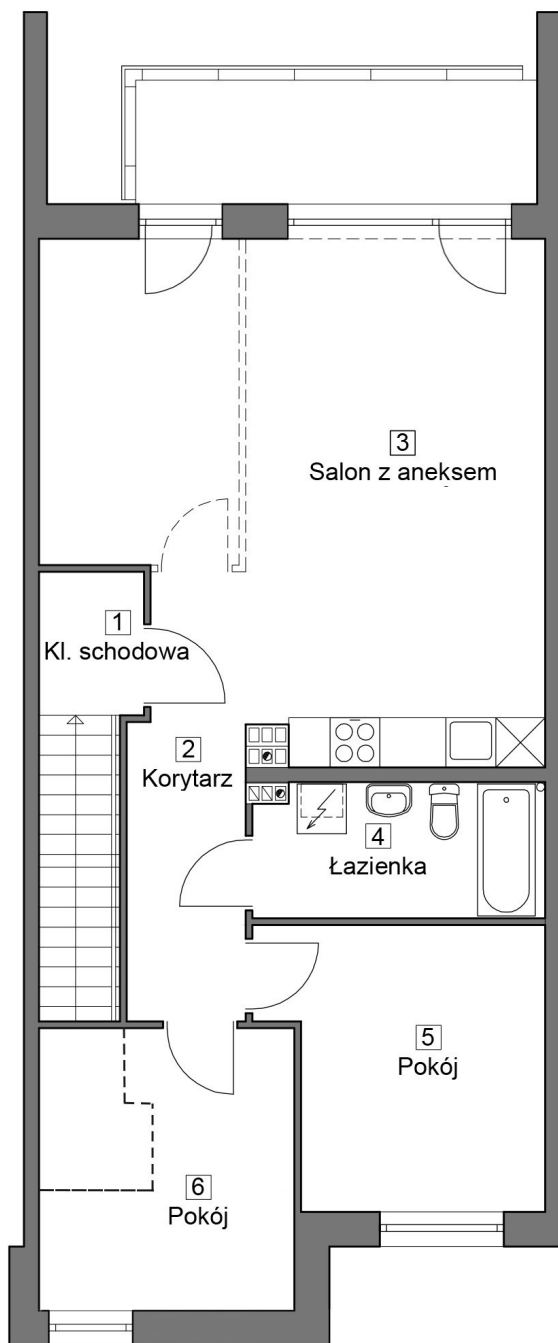 3
Salon z aneksem
1
Kl. schodowa
2
Korytarz
4
Łazienka
5
Pokój
6
Pokój